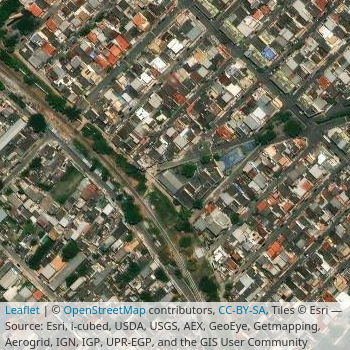 Leaflet | © OpenStreetMap contributors, CC-BY-SA, Tiles © Esri —
Source: Esri, i-cubed, USDA, USGS, AEX, GeoEye, Getmapping,
Aerogrid, IGN, IGP, UPR-EGP, and the GIS User Community